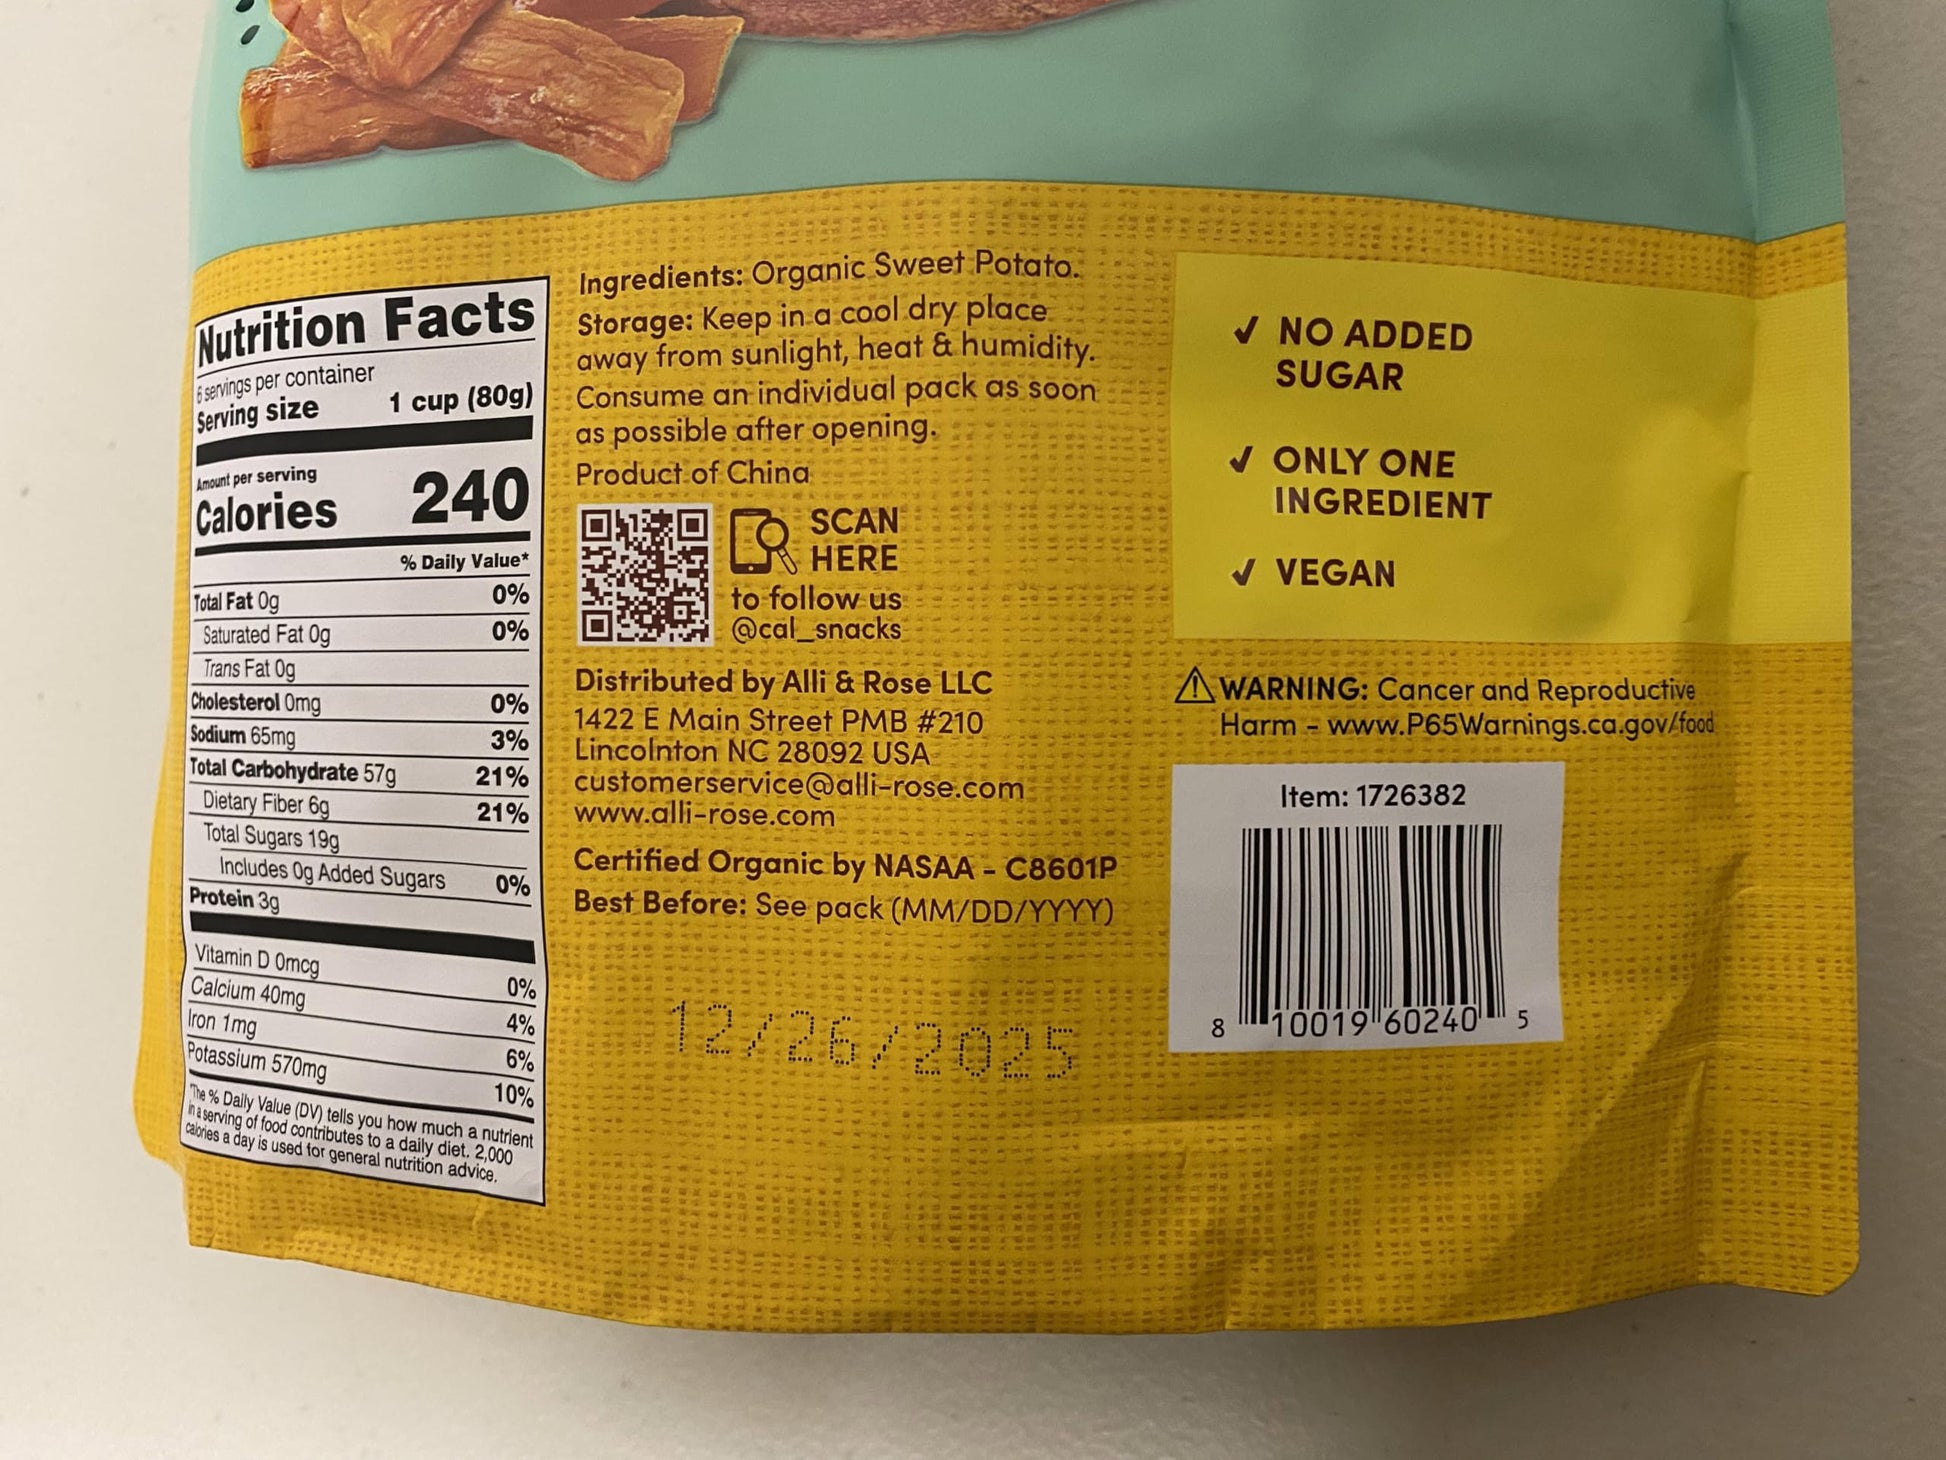 Nutrition Facts
6 servings per container
Serving size 1 cup (80g)
Amount per serving
Calories 240
% Daily Value*
Total Fat 0g 0%
Saturated Fat 0g 0%
Trans Fat 0g
Cholesterol 0mg 0%
Sodium 65mg 3%
Total Carbohydrate 57g 21%
Dietary Fiber 6g 21%
Total Sugars 19g
Includes 0g Added Sugars 0%
Protein 3g
Vitamin D 0mcg 0%
Calcium 40mg 4%
Iron 1mg 6%
Potassium 570mg 10%
*The % Daily Value (DV) tells you how much a nutrient
in a serving of food contributes to a daily diet. 2,000
calories a day is used for general nutrition advice.
Ingredients: Organic Sweet Potato.
Storage: Keep in a cool dry place
away from sunlight, heat & humidity.
Consume an individual pack as soon
as possible after opening.
Product of China
SCAN
HERE
to follow us
@cal_snacks
Distributed by Alli & Rose LLC
1422 E Main Street PMB #210
Lincolnton NC 28092 USA
customerservice@alli-rose.com
www.alli-rose.com
Certified Organic by NASAA - C8601P
Best Before: See pack (MM/DD/YYYY)
12/26/2025
✓ NO ADDED
SUGAR
✓ ONLY ONE
INGREDIENT
✓ VEGAN
⚠ WARNING: Cancer and Reproductive
Harm - www.P65Warnings.ca.gov/food
Item: 1726382
8 10019 60240 5